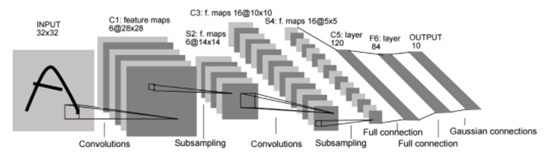 INPUT
32x32
C1: feature maps
6@28x28
S2: f. maps
6@14x14
C3: f. maps 16@10x10
S4: f. maps 16@5x5
C5: layer
120
F6: layer
84
OUTPUT
10
Convolutions
Subsampling
Convolutions
Subsampling
Full connection
Full connection
Gaussian connections